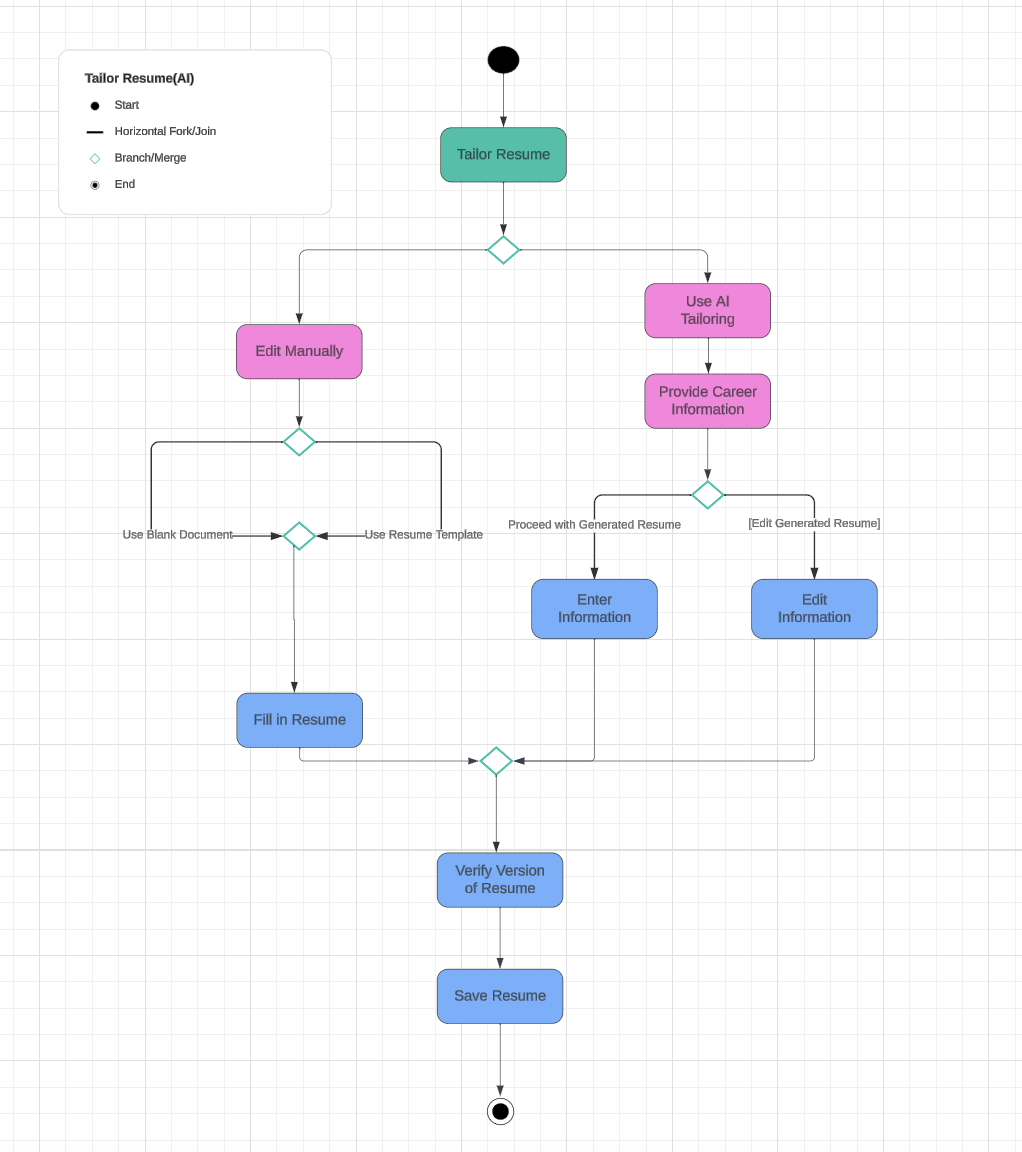 Tailor Resume(AI)
Start
Horizontal Fork/Join
Branch/Merge
End
Tailor Resume
Use AI
Tailoring
Edit Manually
Provide Career
Information
Proceed with Generated Resume
[Edit Generated Resume]
Use Blank Document
Use Resume Template
Enter
Information
Edit
Information
Fill in Resume
Verify Version
of Resume
Save Resume